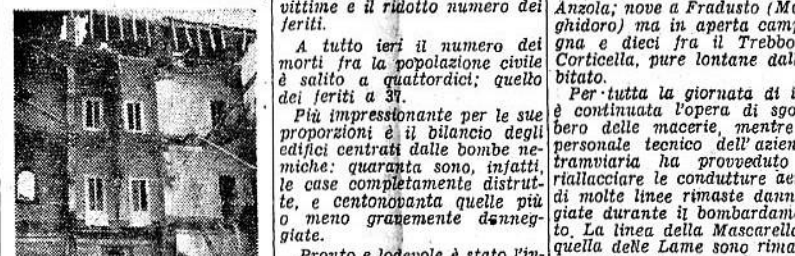 vittime e il ridotto numero dei
feriti.
A tutto ieri il numero dei
morti fra la popolazione civile
è salito a quattordici; quello
dei feriti a 37.
Più impressionante per le sue
proporzioni è il bilancio degli
edifici centrati dalle bombe ne-
miche: quaranta sono, infatti,
le case completamente distrut-
te, e centonovanta quelle più
o meno gravemente danneg-
giate.
Pronto e lodevole è stato l'in-
Anzola; nove a Fradusto (Mo
ghidoro) ma in aperta camp
gna e dieci fra il Trebbo
Corticella, pure lontane dall
bitato.
Per tutta la giornata di i
è continuata l'opera di sgo
bero delle macerie, mentre
personale tecnico dell'azien
tramviaria ha provveduto
riallacciare le condutture ae
di molte linee rimaste dann
giate durante il bombardam
to. La linea della Mascarella
quella delle Lame sono rima